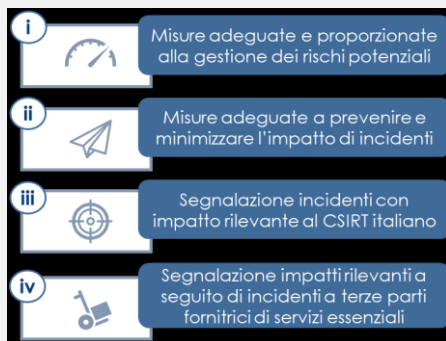 i
Misure adeguate e proporzionate
alla gestione dei rischi potenziali
ii
Misure adeguate a prevenire e
minimizzare l'impatto di incidenti
iii
Segnalazione incidenti con
impatto rilevante al CSIRT italiano
iv
Segnalazione impatti rilevanti a
seguito di incidenti a terze parti
fornitrici di servizi essenziali